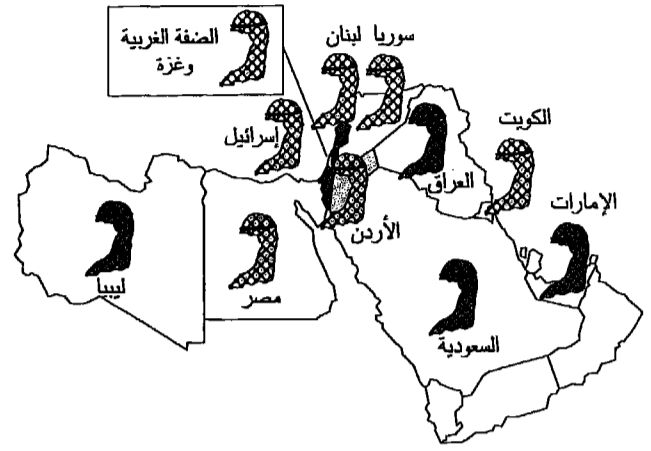 الضفة الغربية
وغزة
سوريا لبنان
إسرائيل
الكويت
العراق
الإمارات
الأردن
ليبيا
مصر
السعودية